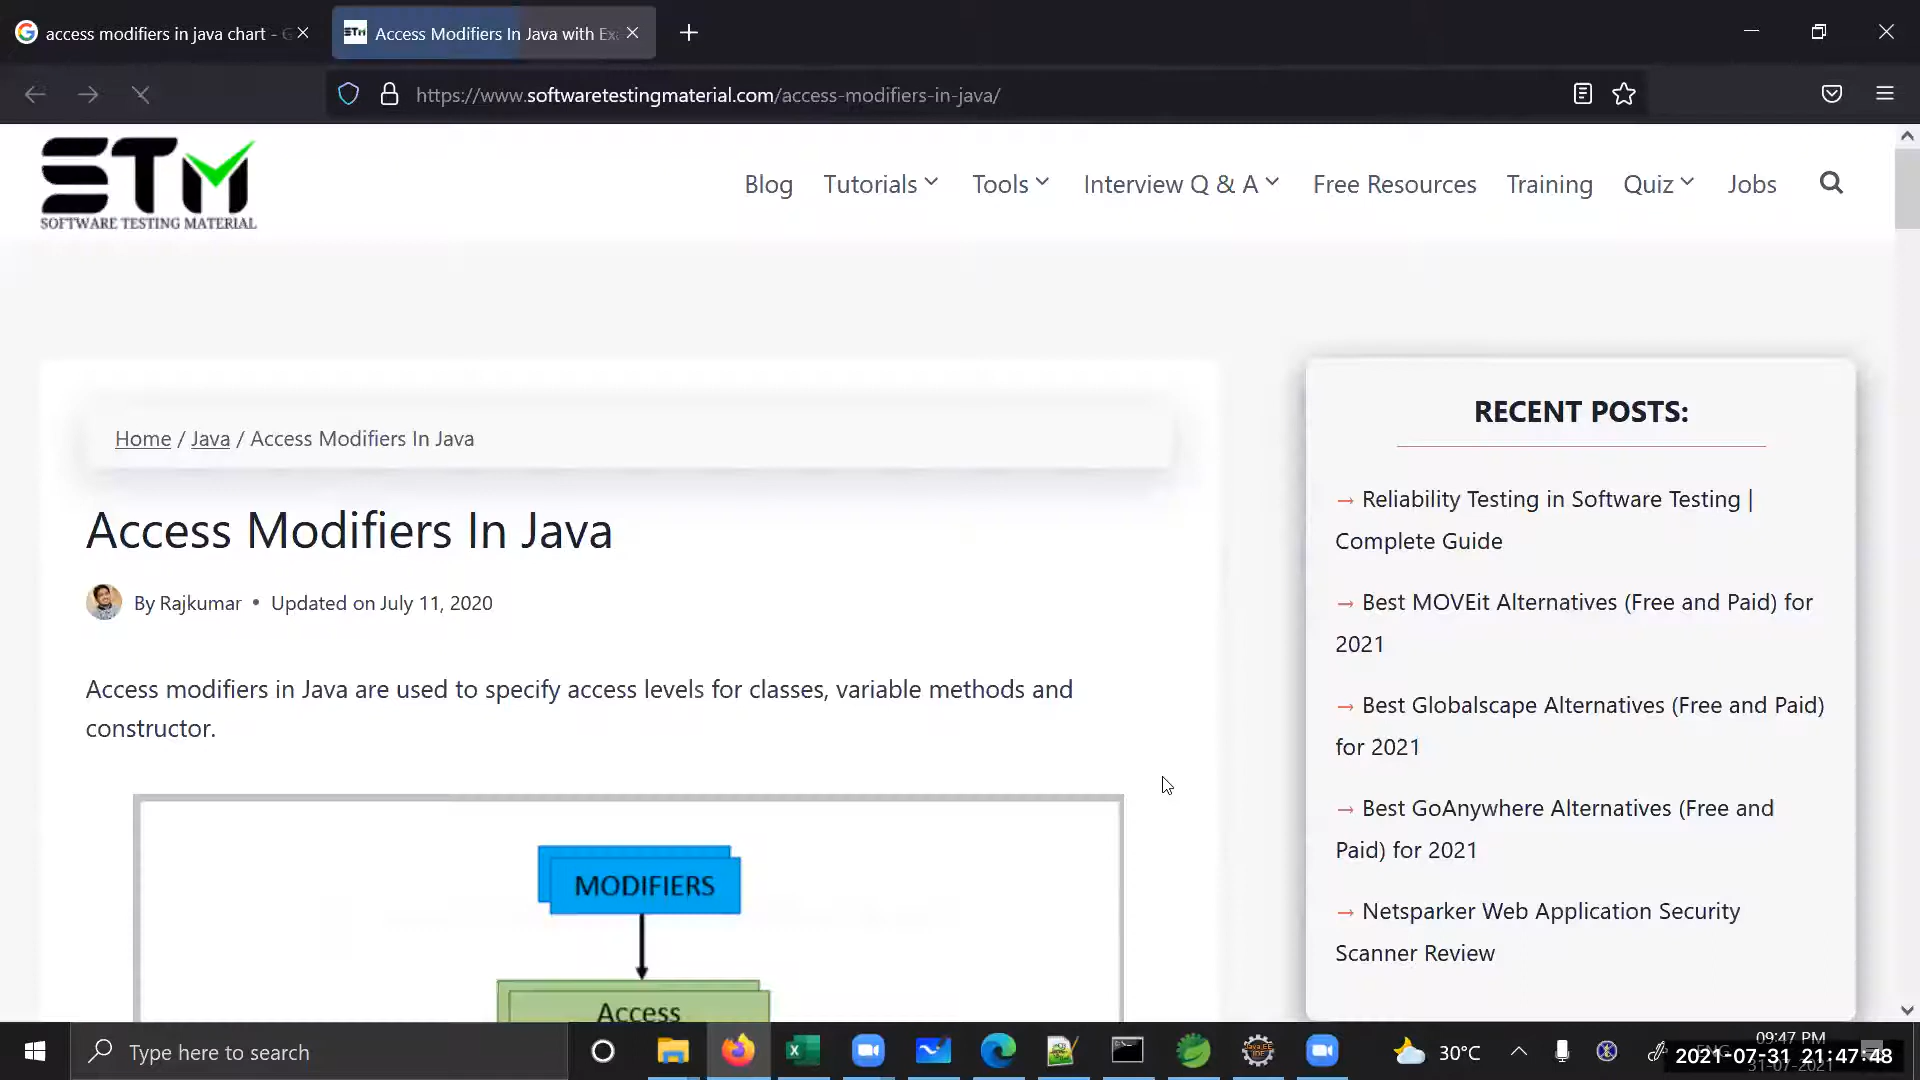 access modifiers in java chart - G
Access Modifiers In Java with Ex
https://www.softwaretestingmaterial.com/access-modifiers-in-java/
STM
SOFTWARE TESTING MATERIAL
Blog Tutorials Tools Interview Q & A Free Resources Training Quiz Jobs
Home / Java / Access Modifiers In Java
Access Modifiers In Java
By Rajkumar • Updated on July 11, 2020
Access modifiers in Java are used to specify access levels for classes, variable methods and
constructor.
MODIFIERS
Access
RECENT POSTS:
→ Reliability Testing in Software Testing |
Complete Guide
→ Best MOVEit Alternatives (Free and Paid) for
2021
→ Best Globalscape Alternatives (Free and Paid)
for 2021
→ Best GoAnywhere Alternatives (Free and
Paid) for 2021
→ Netsparker Web Application Security
Scanner Review
Type here to search
30°C
ENG
09:47 PM
2021-07-31 21:47:48
31-07-2021